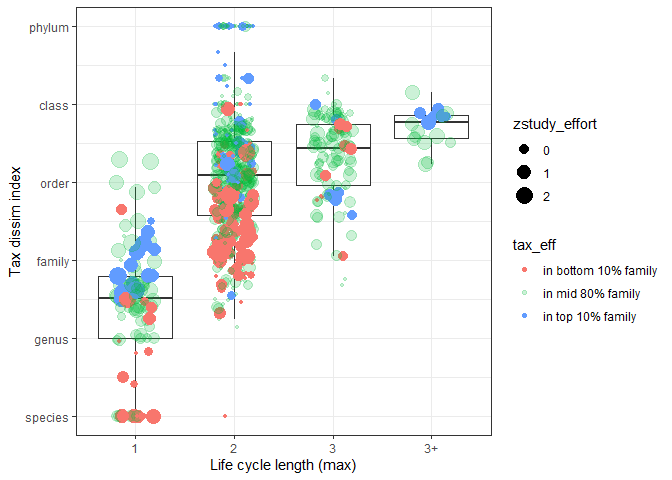 phylum
class
order
family
genus
species
Tax dissim index
1
2
3
3+
Life cycle length (max)
zstudy_effort
0
1
2
tax_eff
in bottom 10% family
in mid 80% family
in top 10% family